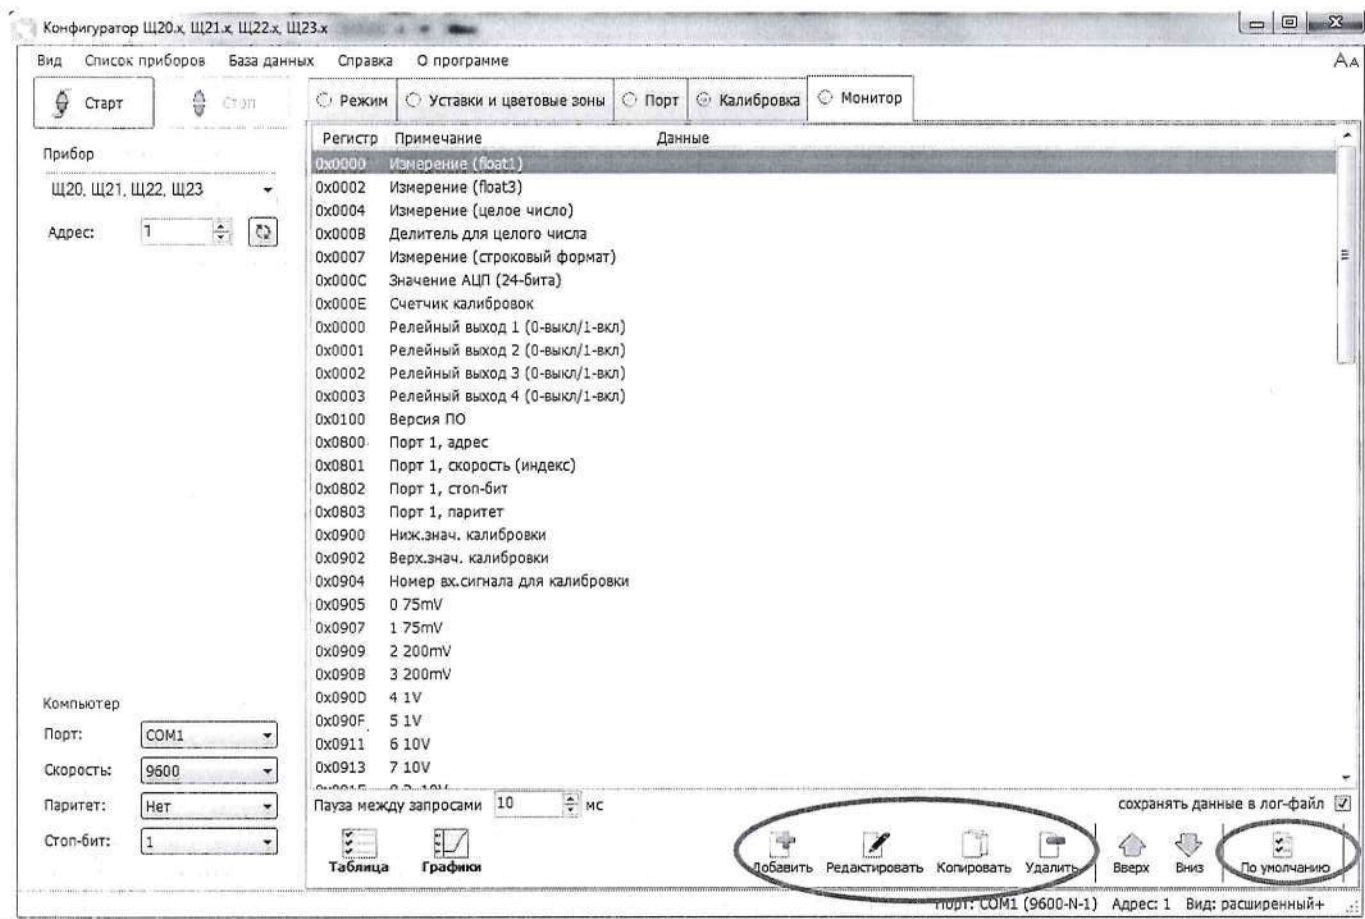 Конфигуратор Щ20.x, Щ21.x, Щ22.x, Щ23.x
Вид Список приборов База данных Справка О программе
Старт Стоп
Прибор
Щ20, Щ21, Щ22, Щ23
Адрес: 1
Режим Уставки и цветовые зоны Порт Калибровка Монитор
Регистр Примечание Данные
0x0000 Измерение (float1)
0x0002 Измерение (float3)
0x0004 Измерение (целое число)
0x000B Делитель для целого числа
0x0007 Измерение (строковый формат)
0x000C Значение АЦП (24-бита)
0x000E Счетчик калибровок
0x0000 Релейный выход 1 (0-выкл/1-вкл)
0x0001 Релейный выход 2 (0-выкл/1-вкл)
0x0002 Релейный выход 3 (0-выкл/1-вкл)
0x0003 Релейный выход 4 (0-выкл/1-вкл)
0x0100 Версия ПО
0x0800 Порт 1, адрес
0x0801 Порт 1, скорость (индекс)
0x0802 Порт 1, стоп-бит
0x0803 Порт 1, паритет
0x0900 Ниж.знач. калибровки
0x0902 Верх.знач. калибровки
0x0904 Номер вх.сигнала для калибровки
0x0905 0 75mV
0x0907 1 75mV
0x0909 2 200mV
0x090B 3 200mV
0x090D 4 1V
0x090F 5 1V
0x0911 6 10V
0x0913 7 10V
Компьютер
Порт: COM1
Скорость: 9600
Паритет: Нет
Стоп-бит: 1
Пауза между запросами 10 мс
сохранять данные в лог-файл
Таблица Графики Добавить Редактировать Копировать Удалить Вверх Вниз По умолчанию
Порт: COM1 (9600-N-1) Адрес: 1 Вид: расширенный+